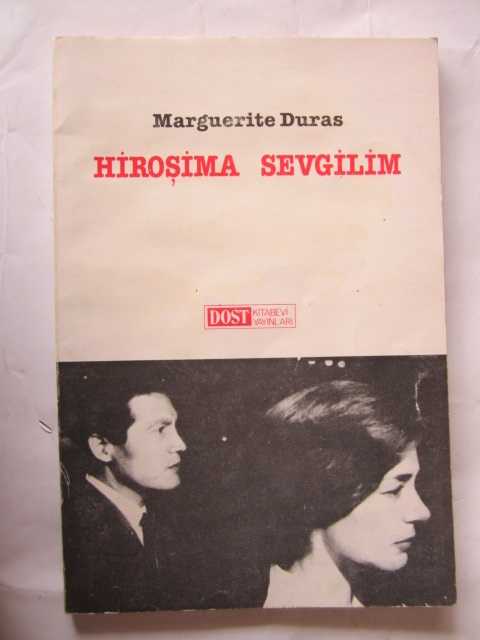 Marguerite Duras
HİROŞİMA SEVGİLİM
DOST KİTABEVİ
YAYINLARI